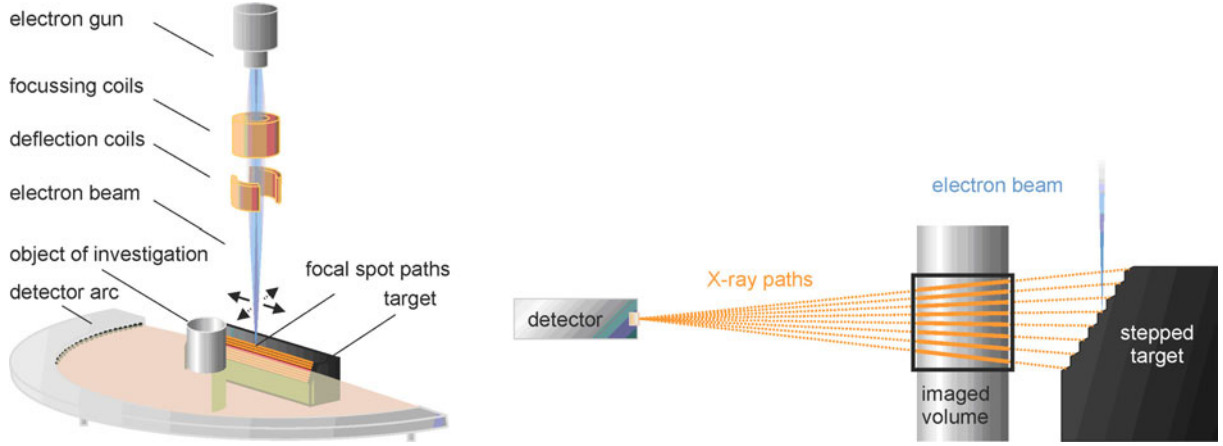 electron gun
focussing coils
deflection coils
electron beam
object of investigation
detector arc
focal spot paths
target
electron beam
X-ray paths
detector
stepped
target
imaged
volume